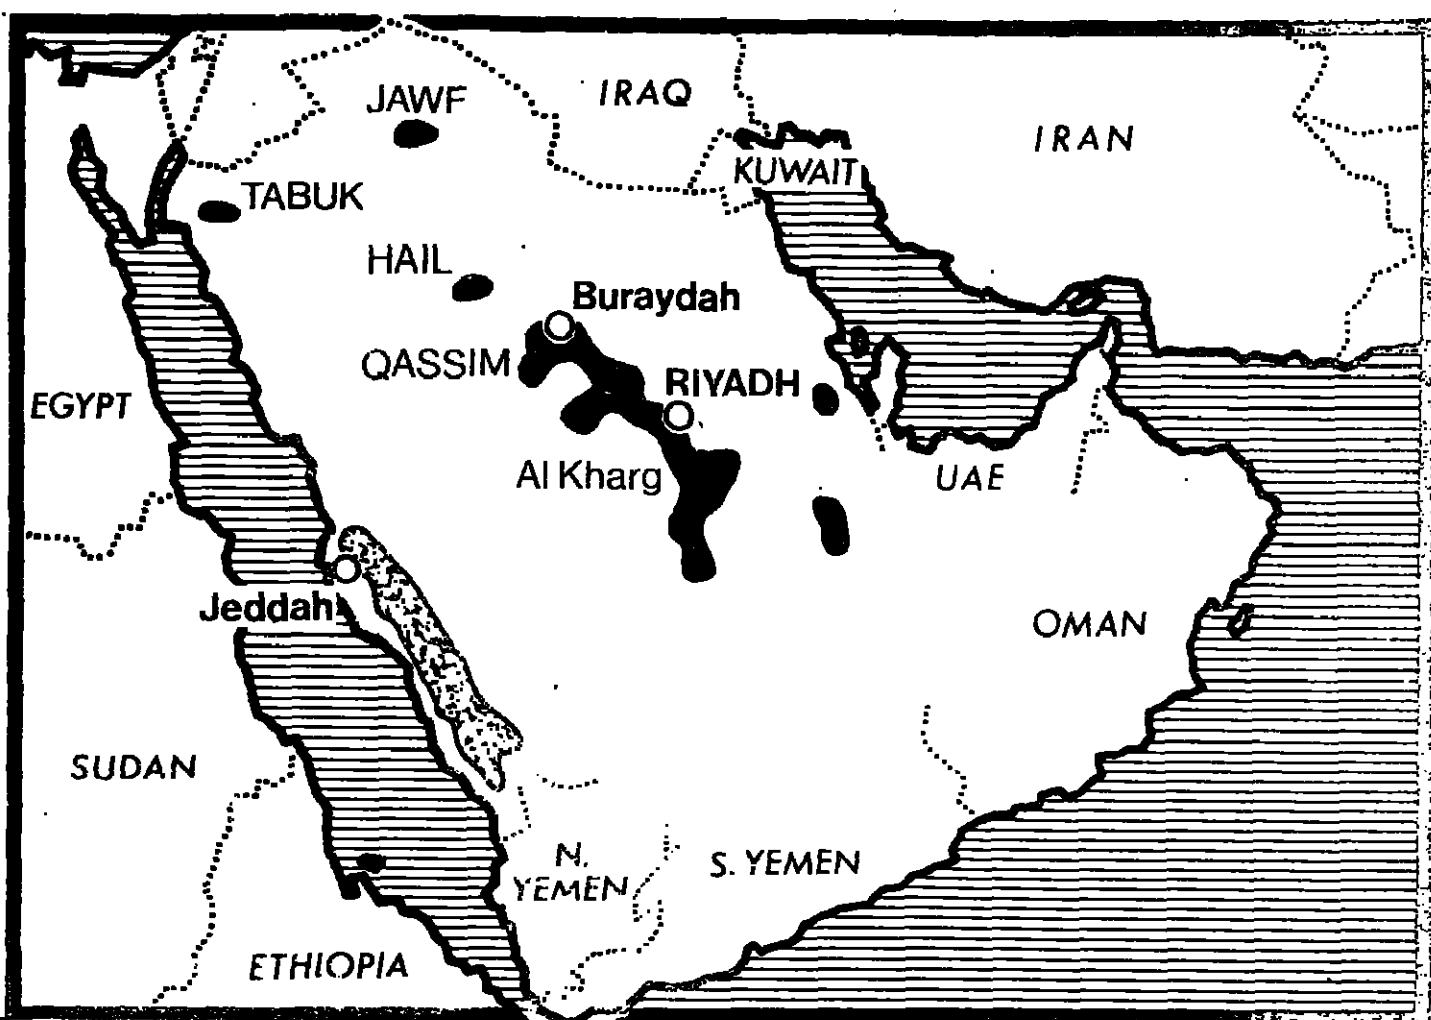 JAWF
IRAQ
IRAN
KUWAIT
TABUK
HAIL
Buraydah
QASSIM
RIYADH
EGYPT
Al Kharg
UAE
Jeddah
OMAN
SUDAN
N.
YEMEN
S. YEMEN
ETHIOPIA